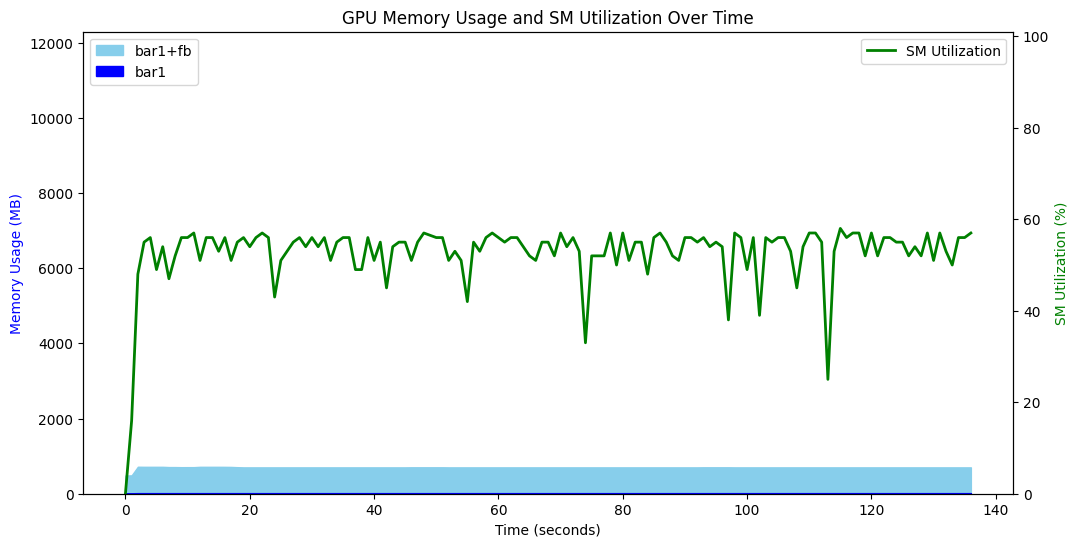 GPU Memory Usage and SM Utilization Over Time
bar1+fb
bar1
SM Utilization
12000
10000
8000
6000
4000
2000
0
Memory Usage (MB)
100
80
60
40
20
0
SM Utilization (%)
0 20 40 60 80 100 120 140
Time (seconds)